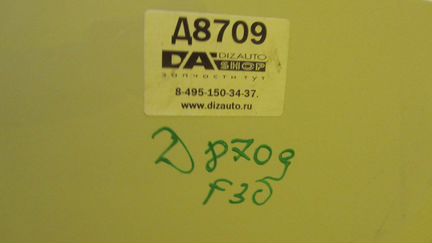 Д8709
DA DIZAUTO
SHOP
запчасти тут
8-495-150-34-37.
www.dizauto.ru
Д8709
F30